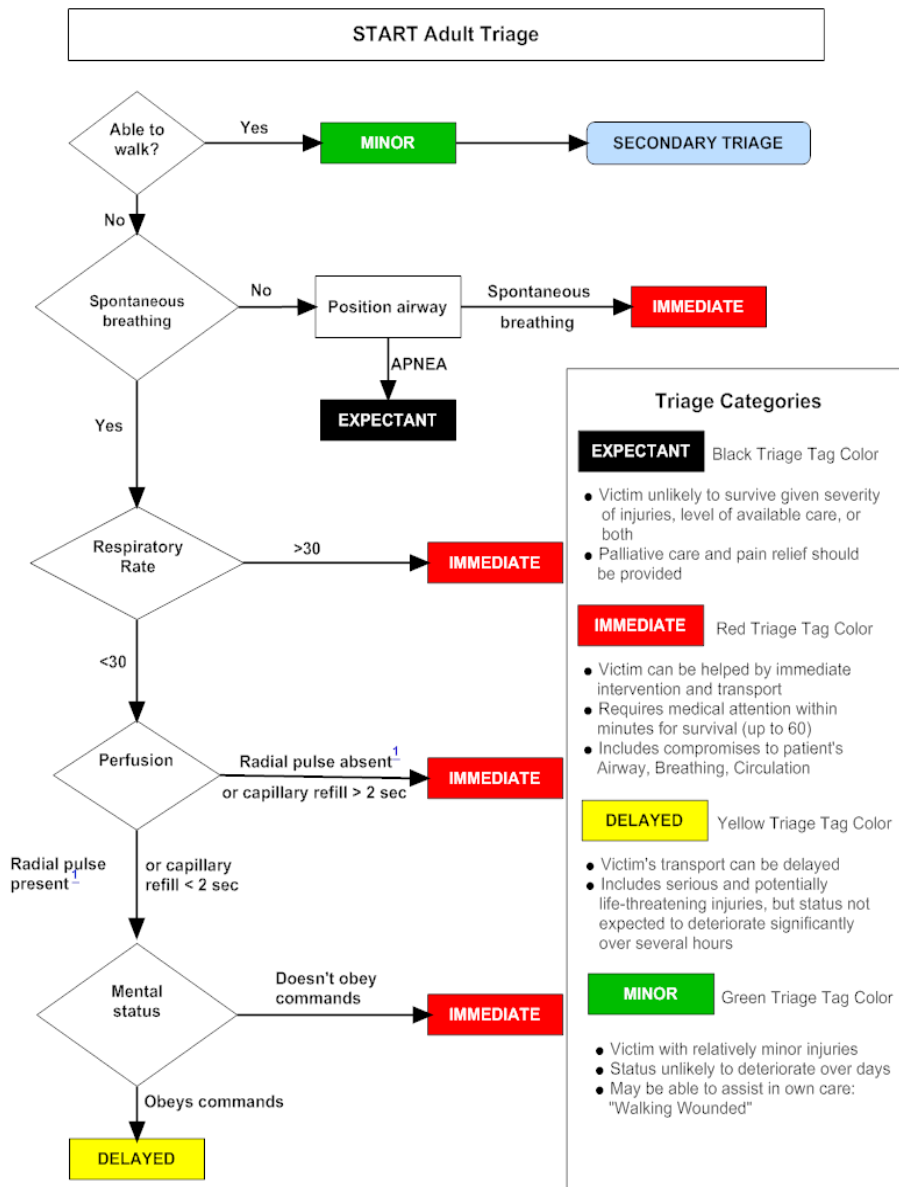 START Adult Triage
Able to
walk?
Yes
MINOR
SECONDARY TRIAGE
No
Spontaneous
breathing
No
Position airway
Spontaneous
breathing
IMMEDIATE
APNEA
EXPECTANT
Yes
Respiratory
Rate
>30
IMMEDIATE
<30
Perfusion
Radial pulse absent1
or capillary refill > 2 sec
IMMEDIATE
Radial pulse
present1
or capillary
refill < 2 sec
Mental
status
Doesn't obey
commands
IMMEDIATE
Obeys commands
DELAYED
Triage Categories
EXPECTANT Black Triage Tag Color
● Victim unlikely to survive given severity
of injuries, level of available care, or
both
● Palliative care and pain relief should
be provided
IMMEDIATE Red Triage Tag Color
● Victim can be helped by immediate
intervention and transport
● Requires medical attention within
minutes for survival (up to 60)
● Includes compromises to patient's
Airway, Breathing, Circulation
DELAYED Yellow Triage Tag Color
● Victim's transport can be delayed
● Includes serious and potentially
life-threatening injuries, but status not
expected to deteriorate significantly
over several hours
MINOR Green Triage Tag Color
● Victim with relatively minor injuries
● Status unlikely to deteriorate over days
● May be able to assist in own care:
"Walking Wounded"